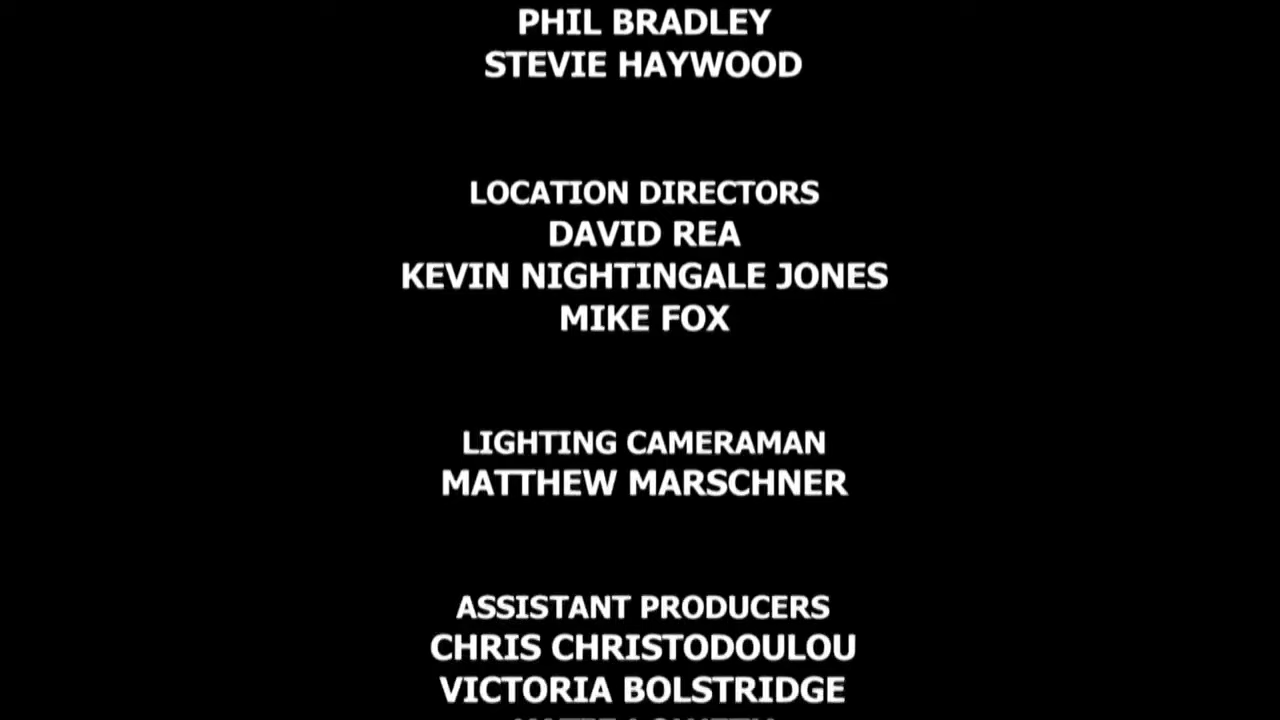 PHIL BRADLEY
STEVIE HAYWOOD
LOCATION DIRECTORS
DAVID REA
KEVIN NIGHTINGALE JONES
MIKE FOX
LIGHTING CAMERAMAN
MATTHEW MARSCHNER
ASSISTANT PRODUCERS
CHRIS CHRISTODOULOU
VICTORIA BOLSTRIDGE